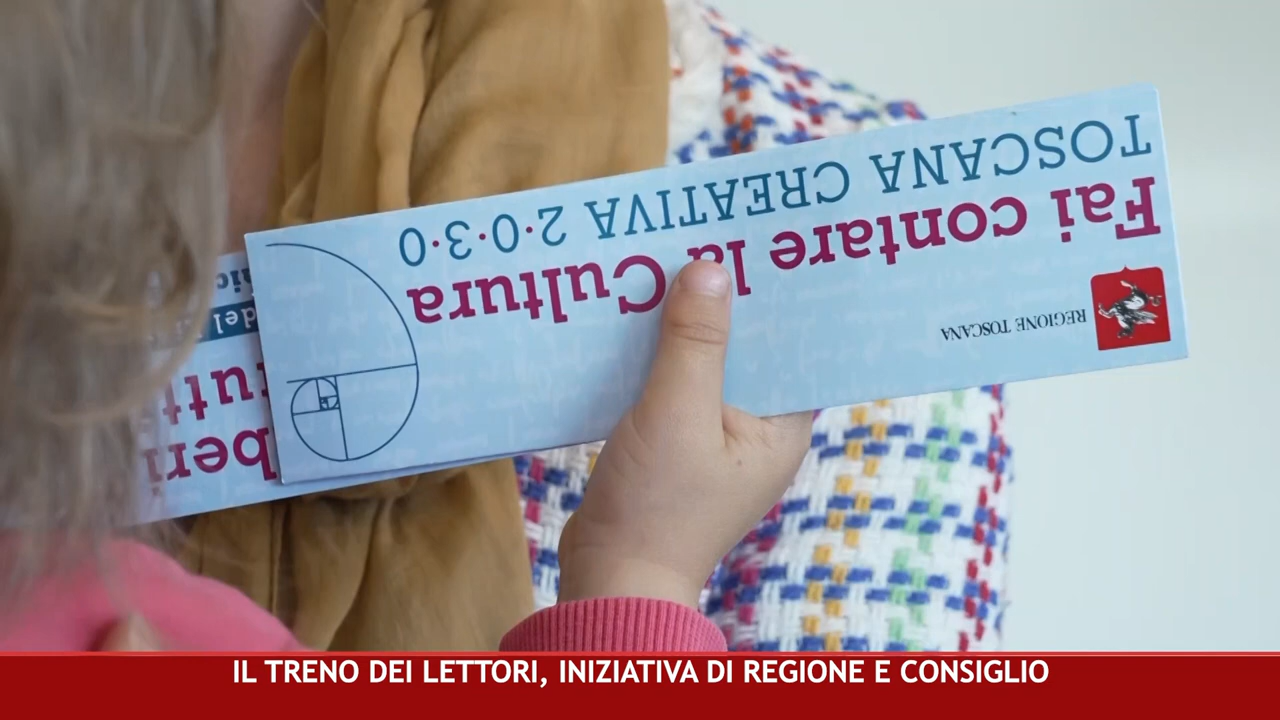 TOSCANA CREATIVA 2·0·3·0
Fai contare la Cultura
REGIONE TOSCANA
IL TRENO DEI LETTORI, INIZIATIVA DI REGIONE E CONSIGLIO